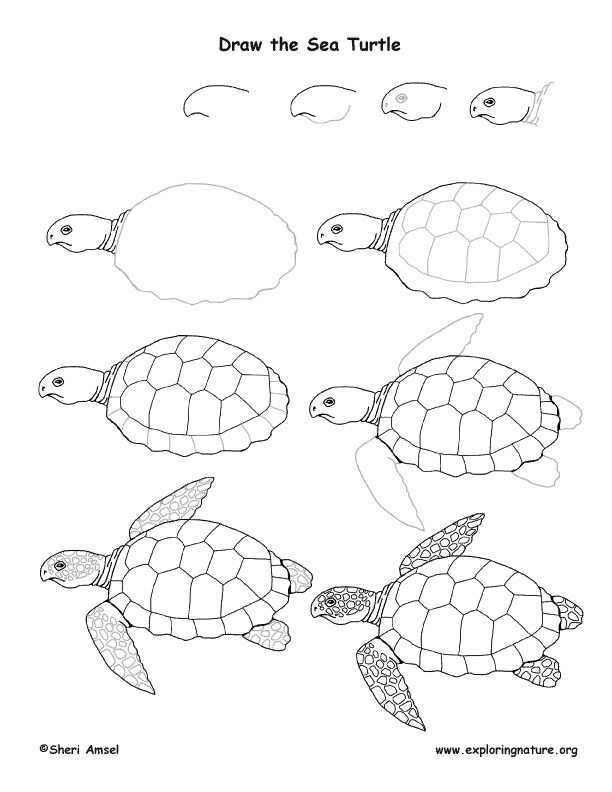 Draw the Sea Turtle
©Sheri Amsel
www.exploringnature.org